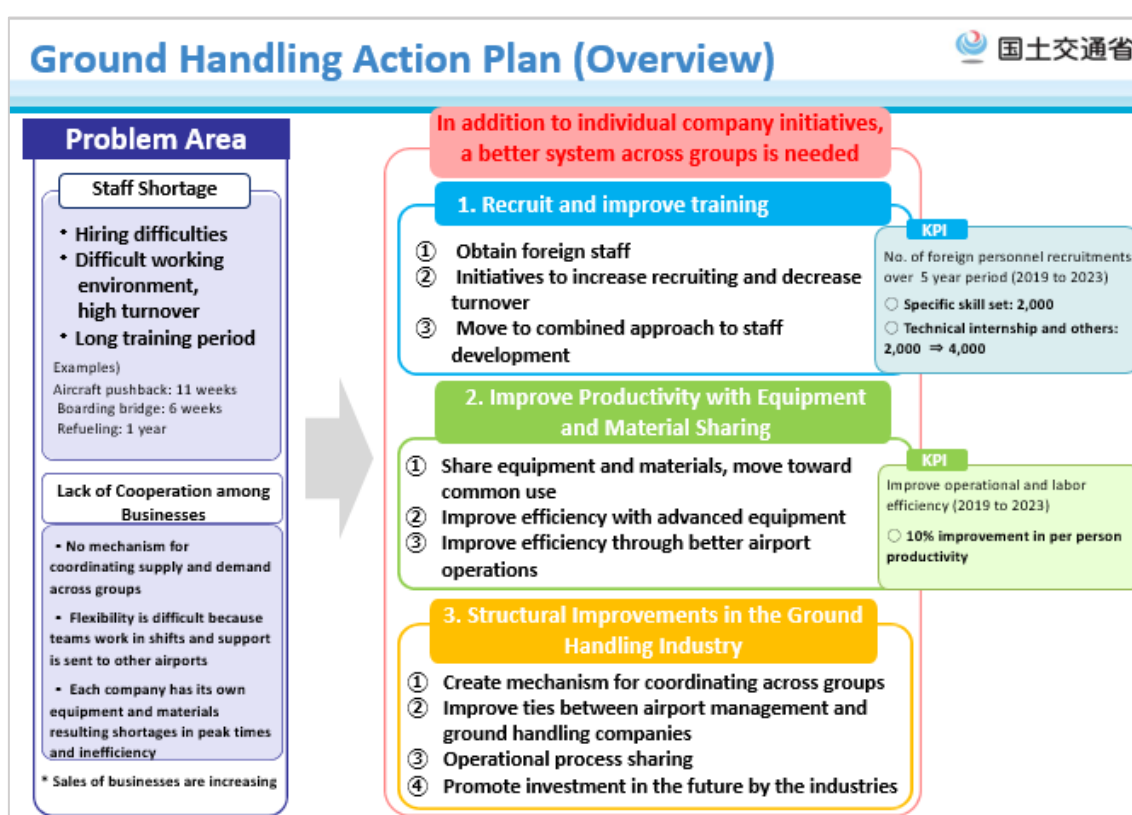 Ground Handling Action Plan (Overview)
国土交通省
Problem Area
Staff Shortage
・Hiring difficulties
・Difficult working
environment,
high turnover
・Long training period
Examples)
Aircraft pushback: 11 weeks
Boarding bridge: 6 weeks
Refueling: 1 year
Lack of Cooperation among
Businesses
・No mechanism for
coordinating supply and demand
across groups
・Flexibility is difficult because
teams work in shifts and support
is sent to other airports
・Each company has its own
equipment and materials
resulting shortages in peak times
and inefficiency
* Sales of businesses are increasing
In addition to individual company initiatives,
a better system across groups is needed
1. Recruit and improve training
① Obtain foreign staff
② Initiatives to increase recruiting and decrease
turnover
③ Move to combined approach to staff
development
KPI
No. of foreign personnel recruitments
over 5 year period (2019 to 2023)
○ Specific skill set: 2,000
○ Technical internship and others:
2,000 ⇒ 4,000
2. Improve Productivity with Equipment
and Material Sharing
① Share equipment and materials, move toward
common use
② Improve efficiency with advanced equipment
③ Improve efficiency through better airport
operations
KPI
Improve operational and labor
efficiency (2019 to 2023)
○ 10% improvement in per person
productivity
3. Structural Improvements in the Ground
Handling Industry
① Create mechanism for coordinating across groups
② Improve ties between airport management and
ground handling companies
③ Operational process sharing
④ Promote investment in the future by the industries